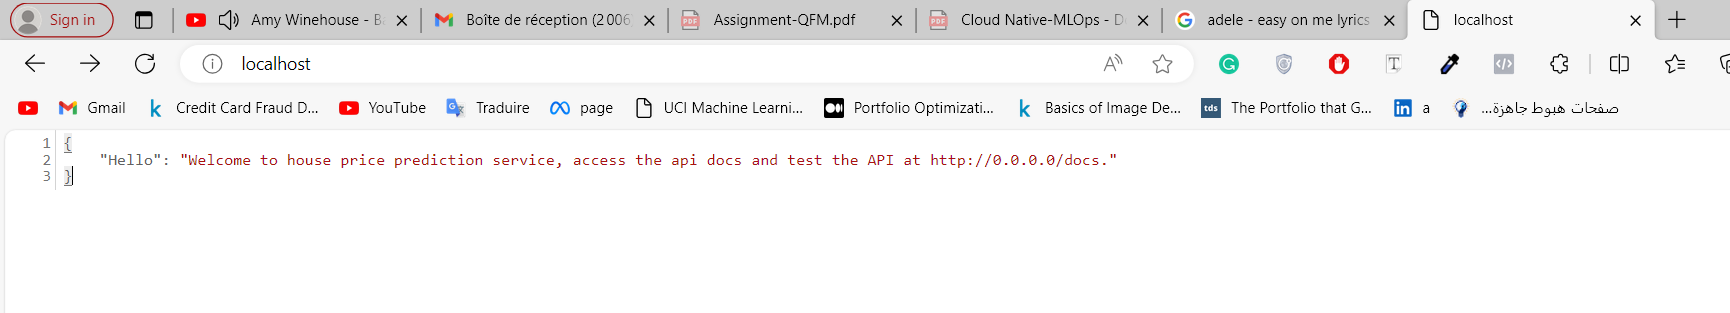 Sign in
Amy Winehouse - Ba
Boîte de réception (2 006
Assignment-QFM.pdf
Cloud Native-MLOps - D
adele - easy on me lyrics
localhost
localhost
Gmail
Credit Card Fraud D...
YouTube
Traduire
page
UCI Machine Learni...
Portfolio Optimizati...
Basics of Image De...
tds
The Portfolio that G...
in
a
صفحات هبوط جاهزة...
1 {
2 "Hello": "Welcome to house price prediction service, access the api docs and test the API at http://0.0.0.0/docs."
3 }